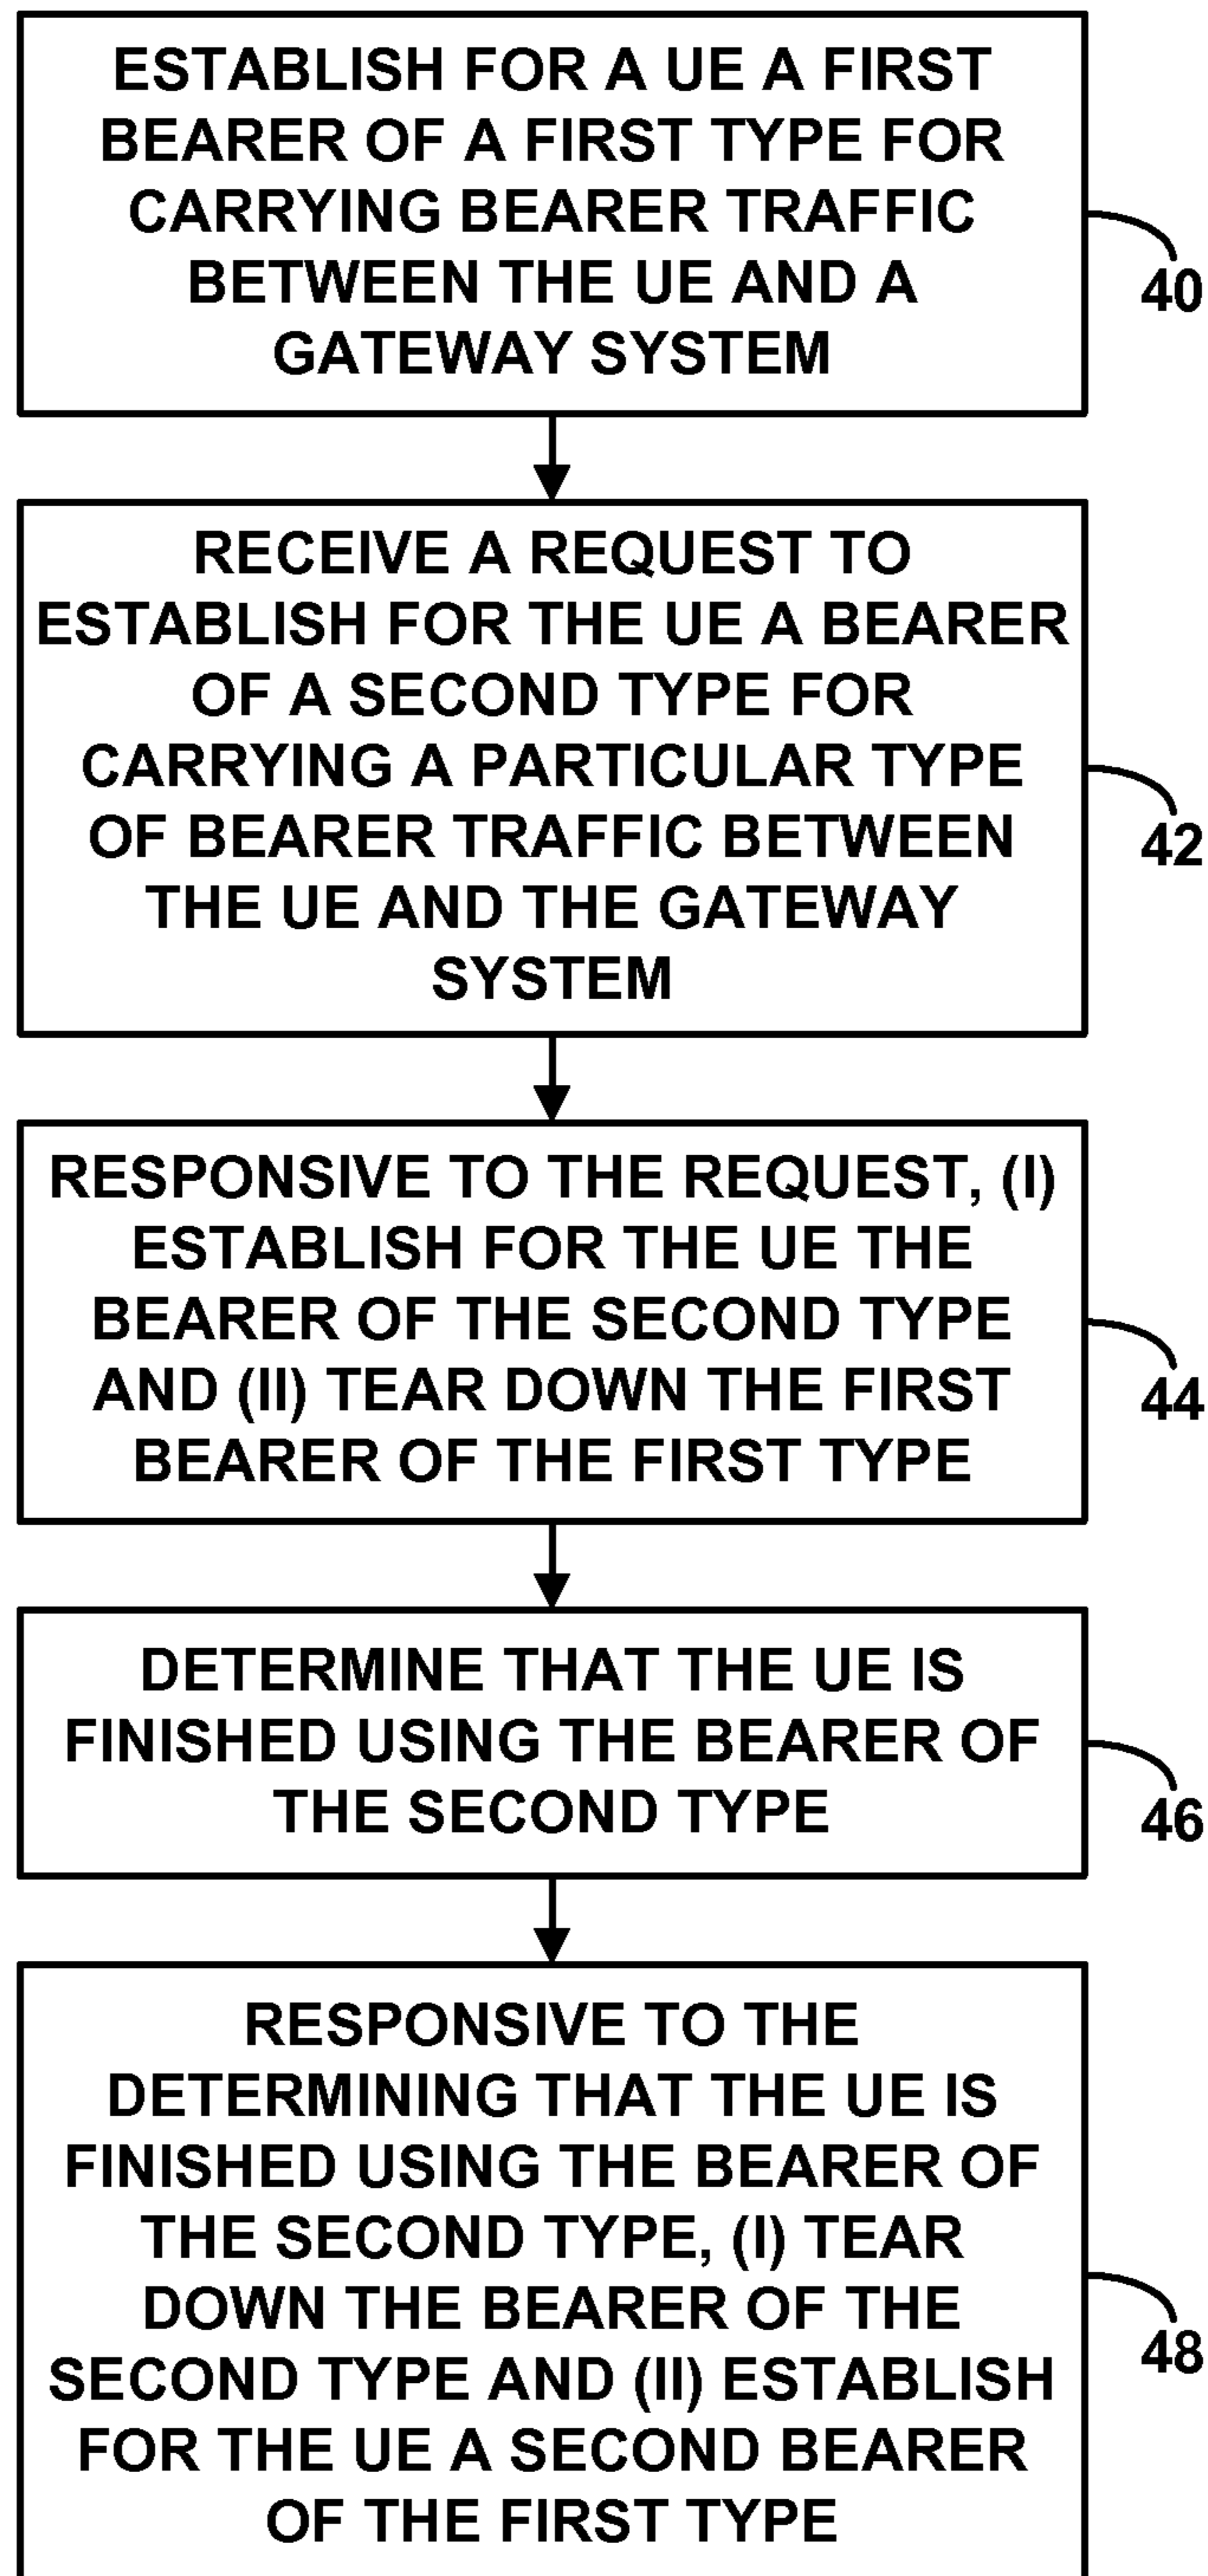 ESTABLISH FOR A UE A FIRST
BEARER OF A FIRST TYPE FOR
CARRYING BEARER TRAFFIC
BETWEEN THE UE AND A
GATEWAY SYSTEM
40
RECEIVE A REQUEST TO
ESTABLISH FOR THE UE A BEARER
OF A SECOND TYPE FOR
CARRYING A PARTICULAR TYPE
OF BEARER TRAFFIC BETWEEN
THE UE AND THE GATEWAY
SYSTEM
42
RESPONSIVE TO THE REQUEST, (I)
ESTABLISH FOR THE UE THE
BEARER OF THE SECOND TYPE
AND (II) TEAR DOWN THE FIRST
BEARER OF THE FIRST TYPE
44
DETERMINE THAT THE UE IS
FINISHED USING THE BEARER OF
THE SECOND TYPE
46
RESPONSIVE TO THE
DETERMINING THAT THE UE IS
FINISHED USING THE BEARER OF
THE SECOND TYPE, (I) TEAR
DOWN THE BEARER OF THE
SECOND TYPE AND (II) ESTABLISH
FOR THE UE A SECOND BEARER
OF THE FIRST TYPE
48